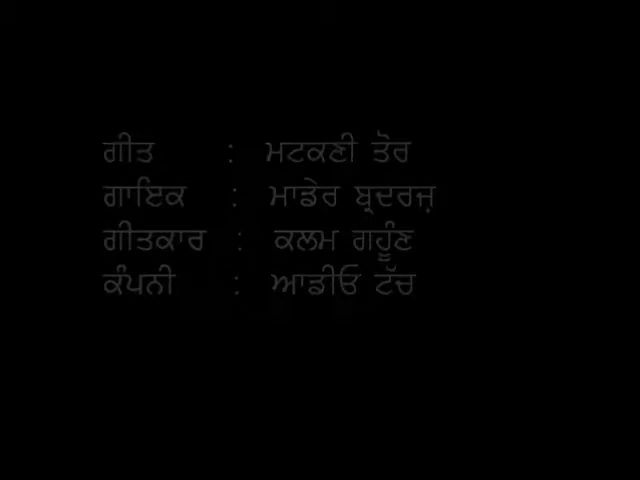 ਗੀਤ : ਮਟਕਣੀ ਤੋਰ
ਗਾਇਕ : ਮਾਡੇਰ ਬ੍ਰਦਰਜ਼
ਗੀਤਕਾਰ : ਕਲਮ ਗਹੂੰਣ
ਕੰਪਨੀ : ਆਡੀਓ ਟੱਚ